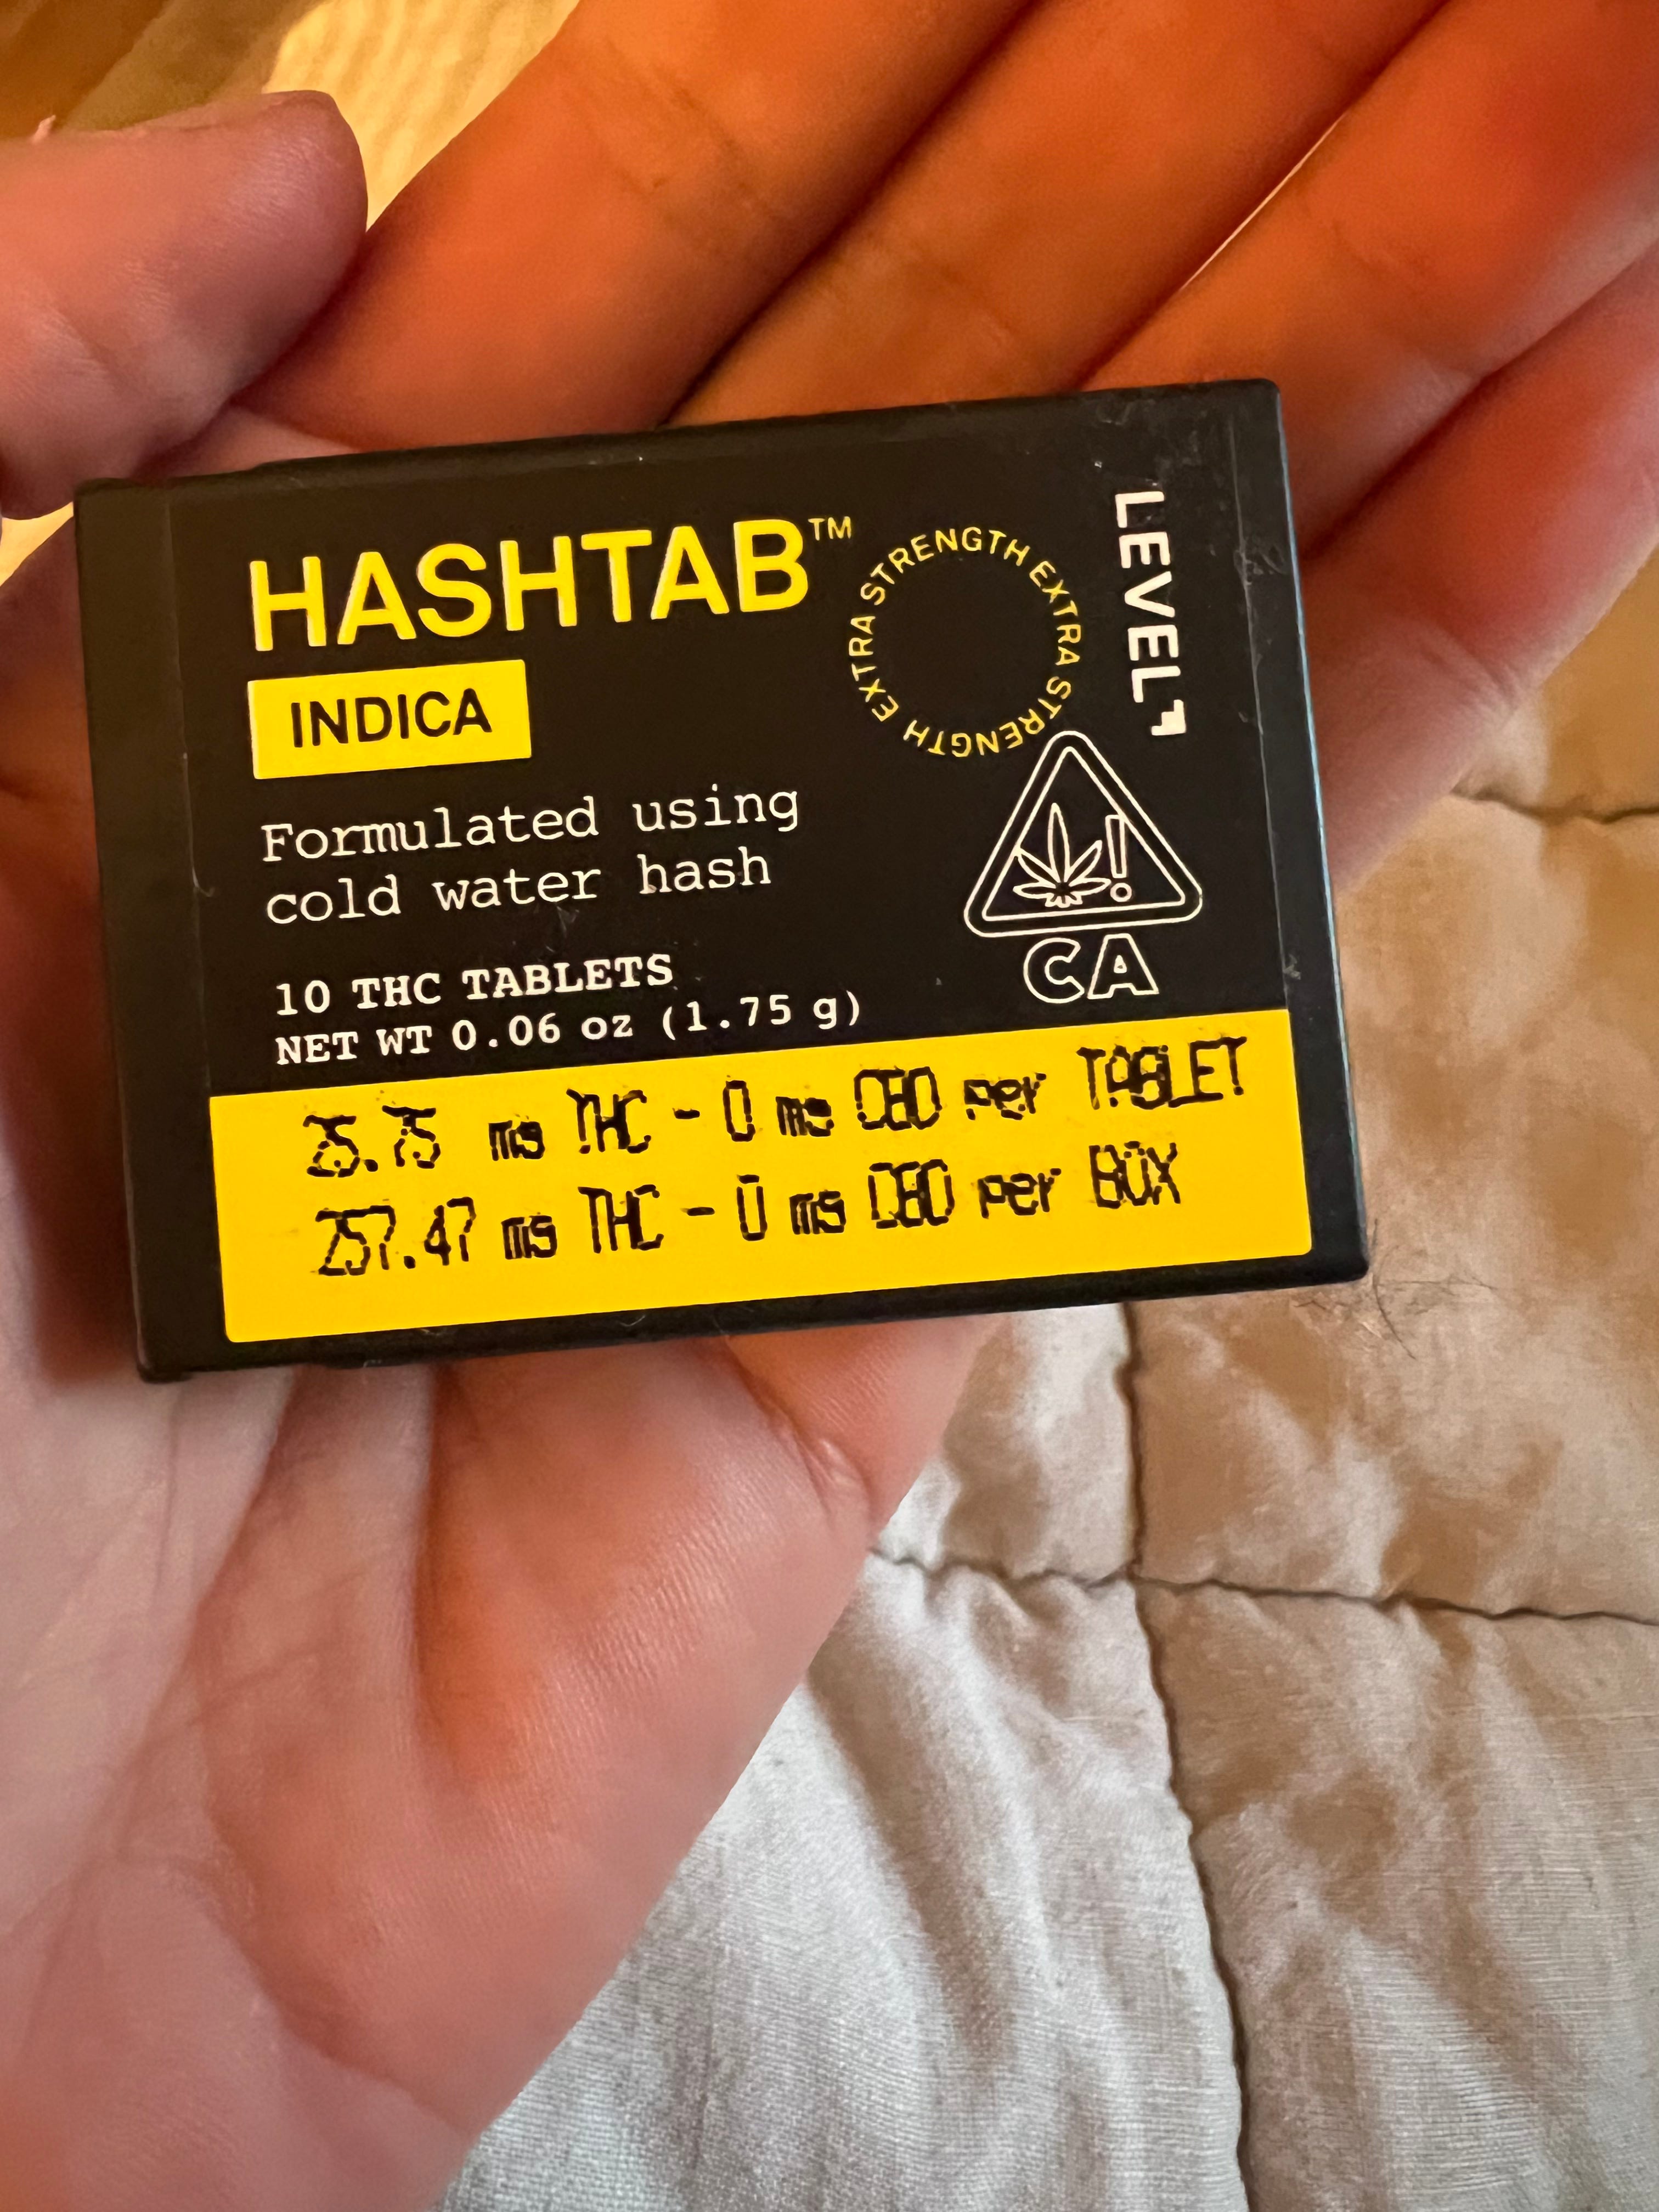 HASHTAB™
EXTRA STRENGTH EXTRA STRENGTH
LEVEL
INDICA
Formulated using
cold water hash
10 THC TABLETS
NET WT 0.06 oz (1.75 g)
CA
25.75 mg THC - 0 mg CBD per TABLET
257.47 mg THC - 0 mg CBD per BOX